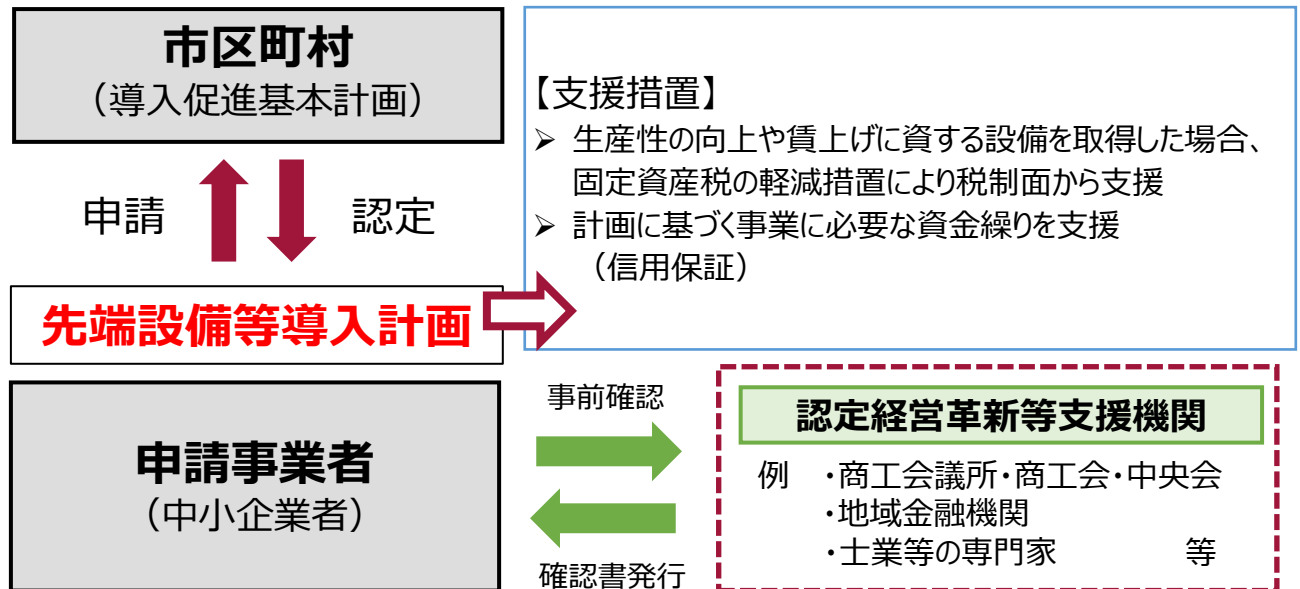 市区町村
（導入促進基本計画）
申請
認定
先端設備等導入計画
【支援措置】
➢ 生産性の向上や賃上げに資する設備を取得した場合、
固定資産税の軽減措置により税制面から支援
➢ 計画に基づく事業に必要な資金繰りを支援
（信用保証）
申請事業者
（中小企業者）
事前確認
確認書発行
認定経営革新等支援機関
例　・商工会議所・商工会・中央会
・地域金融機関
・士業等の専門家　等